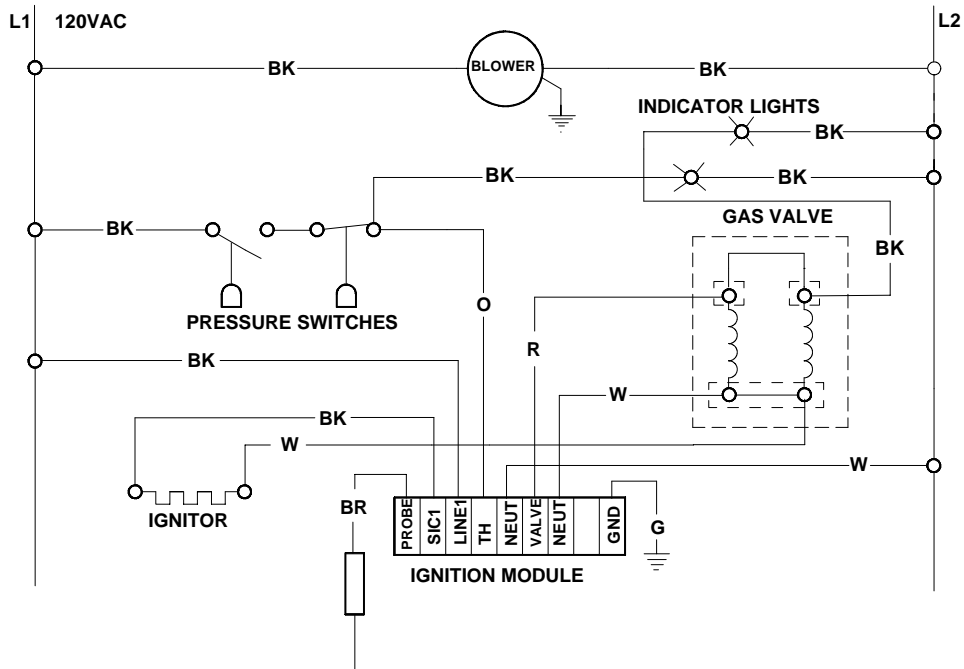 L1 120VAC L2
BK BLOWER BK
INDICATOR LIGHTS
BK
BK BK
GAS VALVE
BK
BK
O
PRESSURE SWITCHES
R
BK
W
BK
W
W
BR
IGNITOR
PROBE
SIC1
LINE1
TH
NEUT
VALVE
NEUT
GND
G
IGNITION MODULE